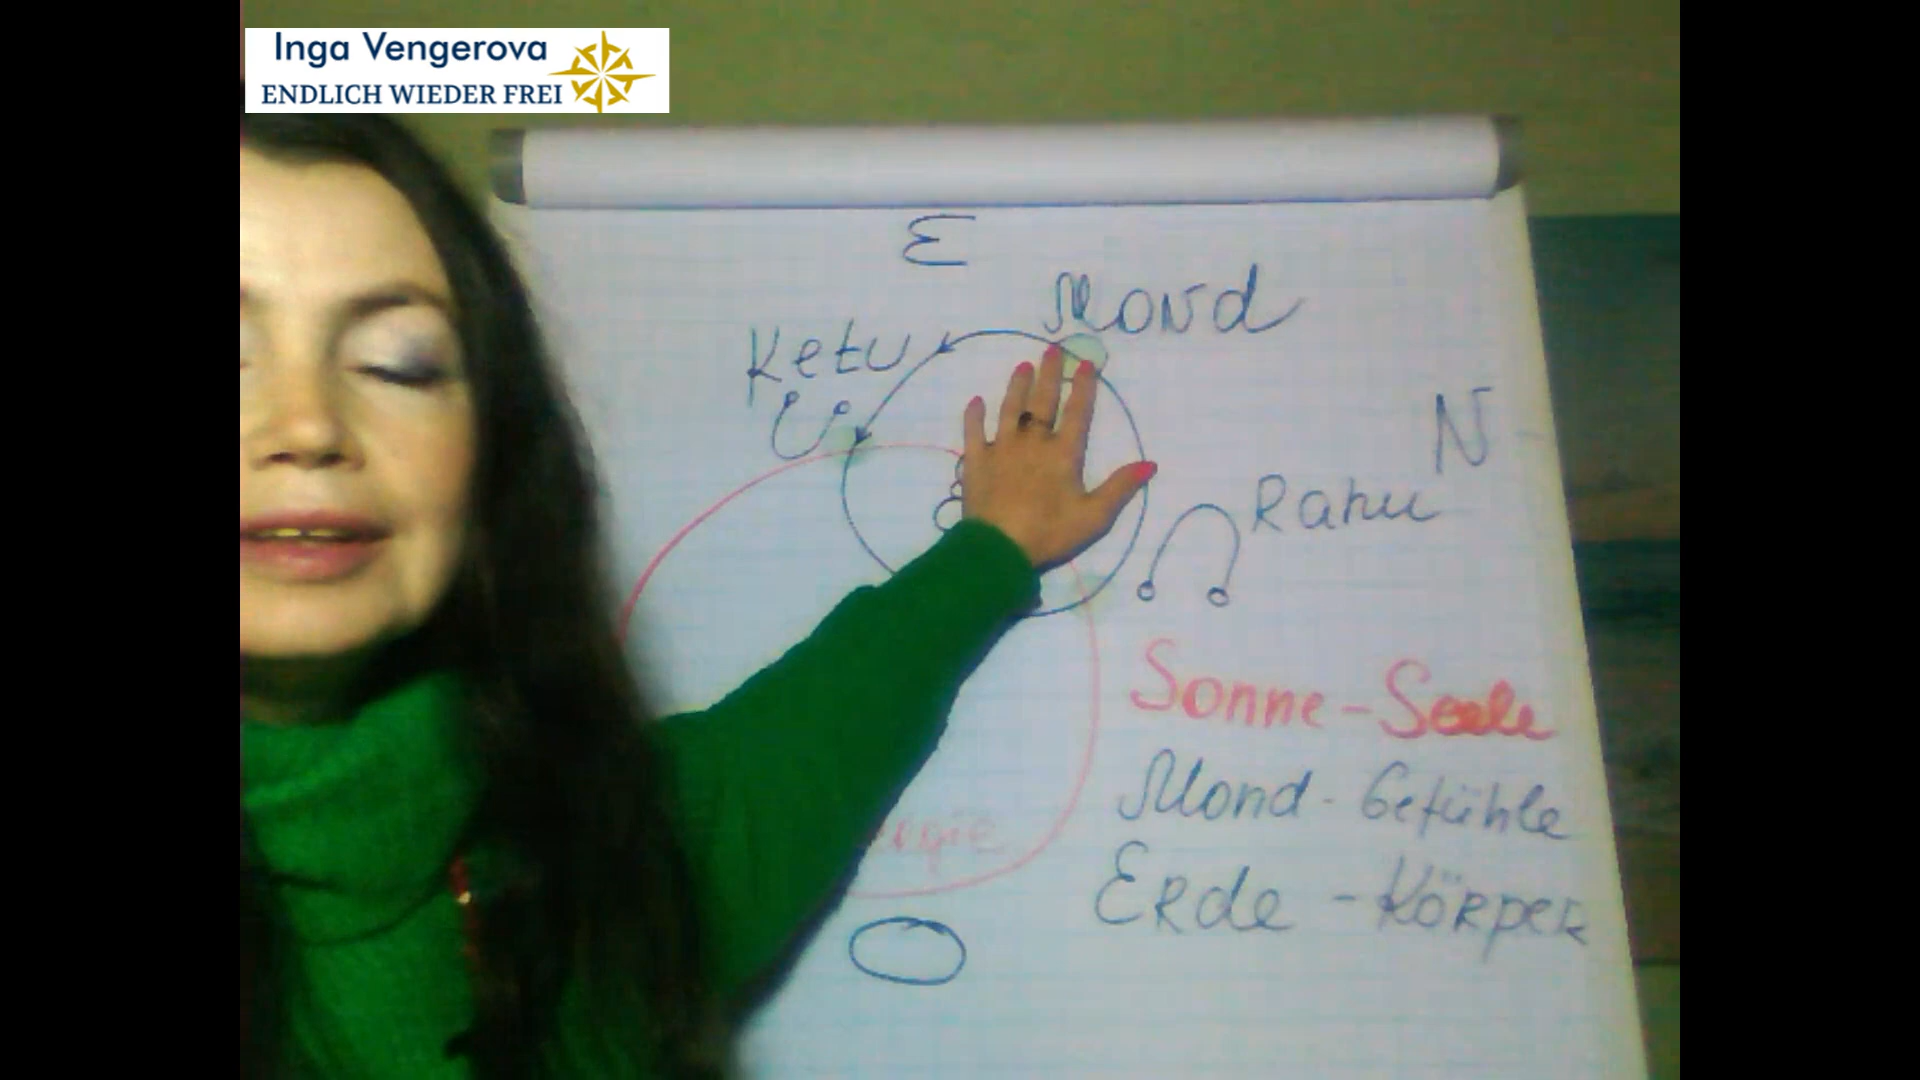 Inga Vengerova
ENDLICH WIEDER FREI
E
Mond
Ketu
N
Rahu
Sonne - Seele
Mond - Gefühle
Erde - Körper